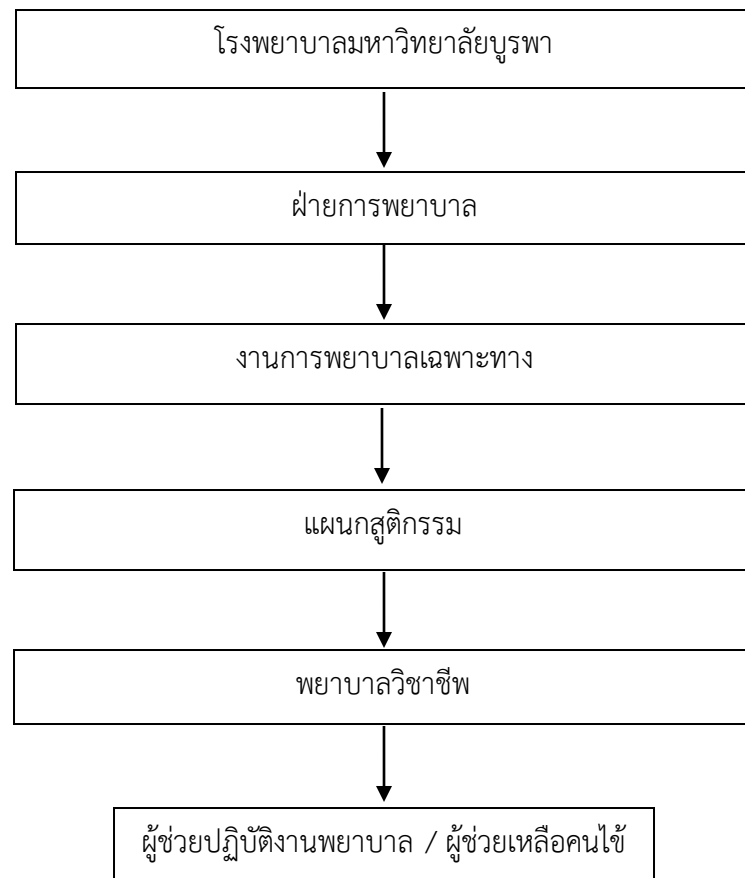 โรงพยาบาลมหาวิทยาลัยบูรพา
ฝ่ายการพยาบาล
งานการพยาบาลเฉพาะทาง
แผนกสูติกรรม
พยาบาลวิชาชีพ
ผู้ช่วยปฏิบัติงานพยาบาล / ผู้ช่วยเหลือคนไข้